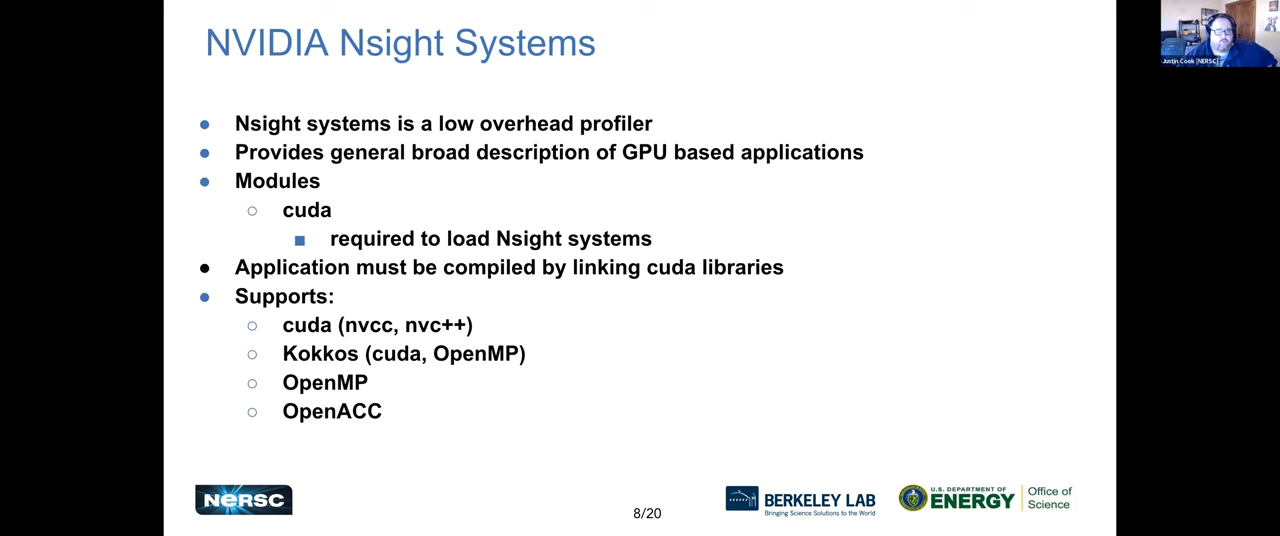 NVIDIA Nsight Systems
Justin Cook [NERSC]
● Nsight systems is a low overhead profiler
● Provides general broad description of GPU based applications
● Modules
○ cuda
■ required to load Nsight systems
● Application must be compiled by linking cuda libraries
● Supports:
○ cuda (nvcc, nvc++)
○ Kokkos (cuda, OpenMP)
○ OpenMP
○ OpenACC
NERSC
8/20
BERKELEY LAB
Bringing Science Solutions to the World
U.S. DEPARTMENT OF
ENERGY
Office of
Science